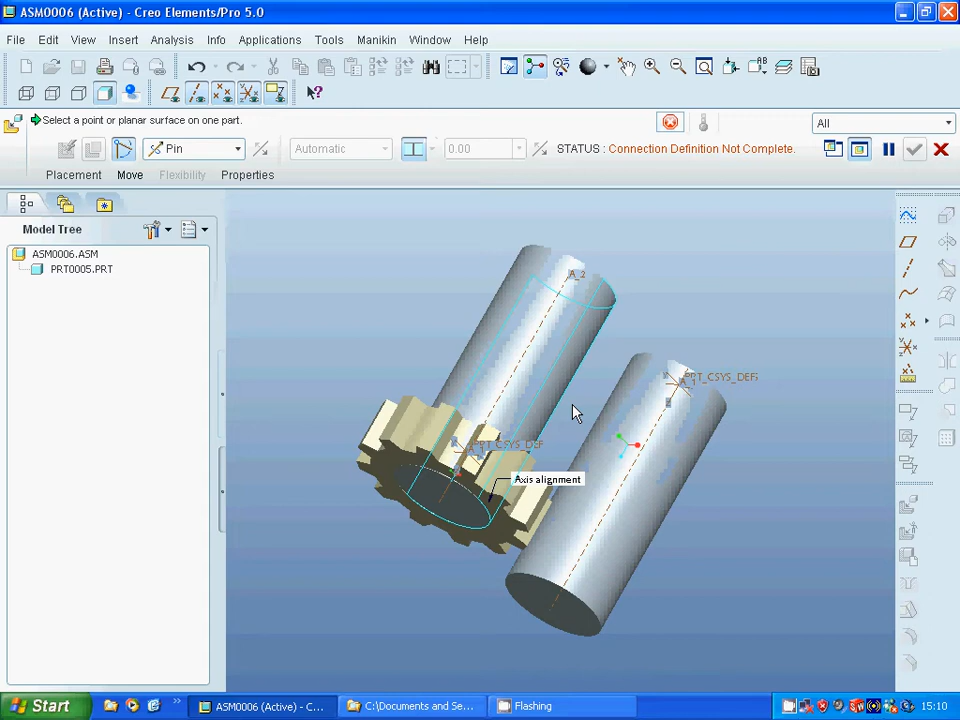 ASM0006 (Active) - Creo Elements/Pro 5.0
File Edit View Insert Analysis Info Applications Tools Manikin Window Help
Select a point or planar surface on one part.
All
Pin
Automatic
0.00
STATUS : Connection Definition Not Complete.
Placement Move Flexibility Properties
Model Tree
ASM0006.ASM
PRT0005.PRT
A_2
PRT_CSYS_DEF
A_1
PRT_CSYS_DEF
A_1
Axis alignment
Start
ASM0006 (Active) - C...
C:\Documents and Se...
Flashing
15:10